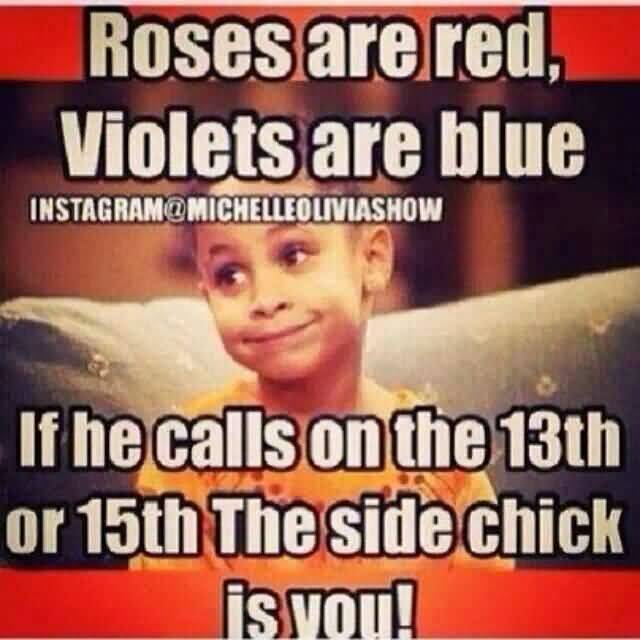 Roses are red,
Violets are blue
INSTAGRAM@MICHELLEOLIVIASHOW
If he calls on the 13th
or 15th The side chick
is you!